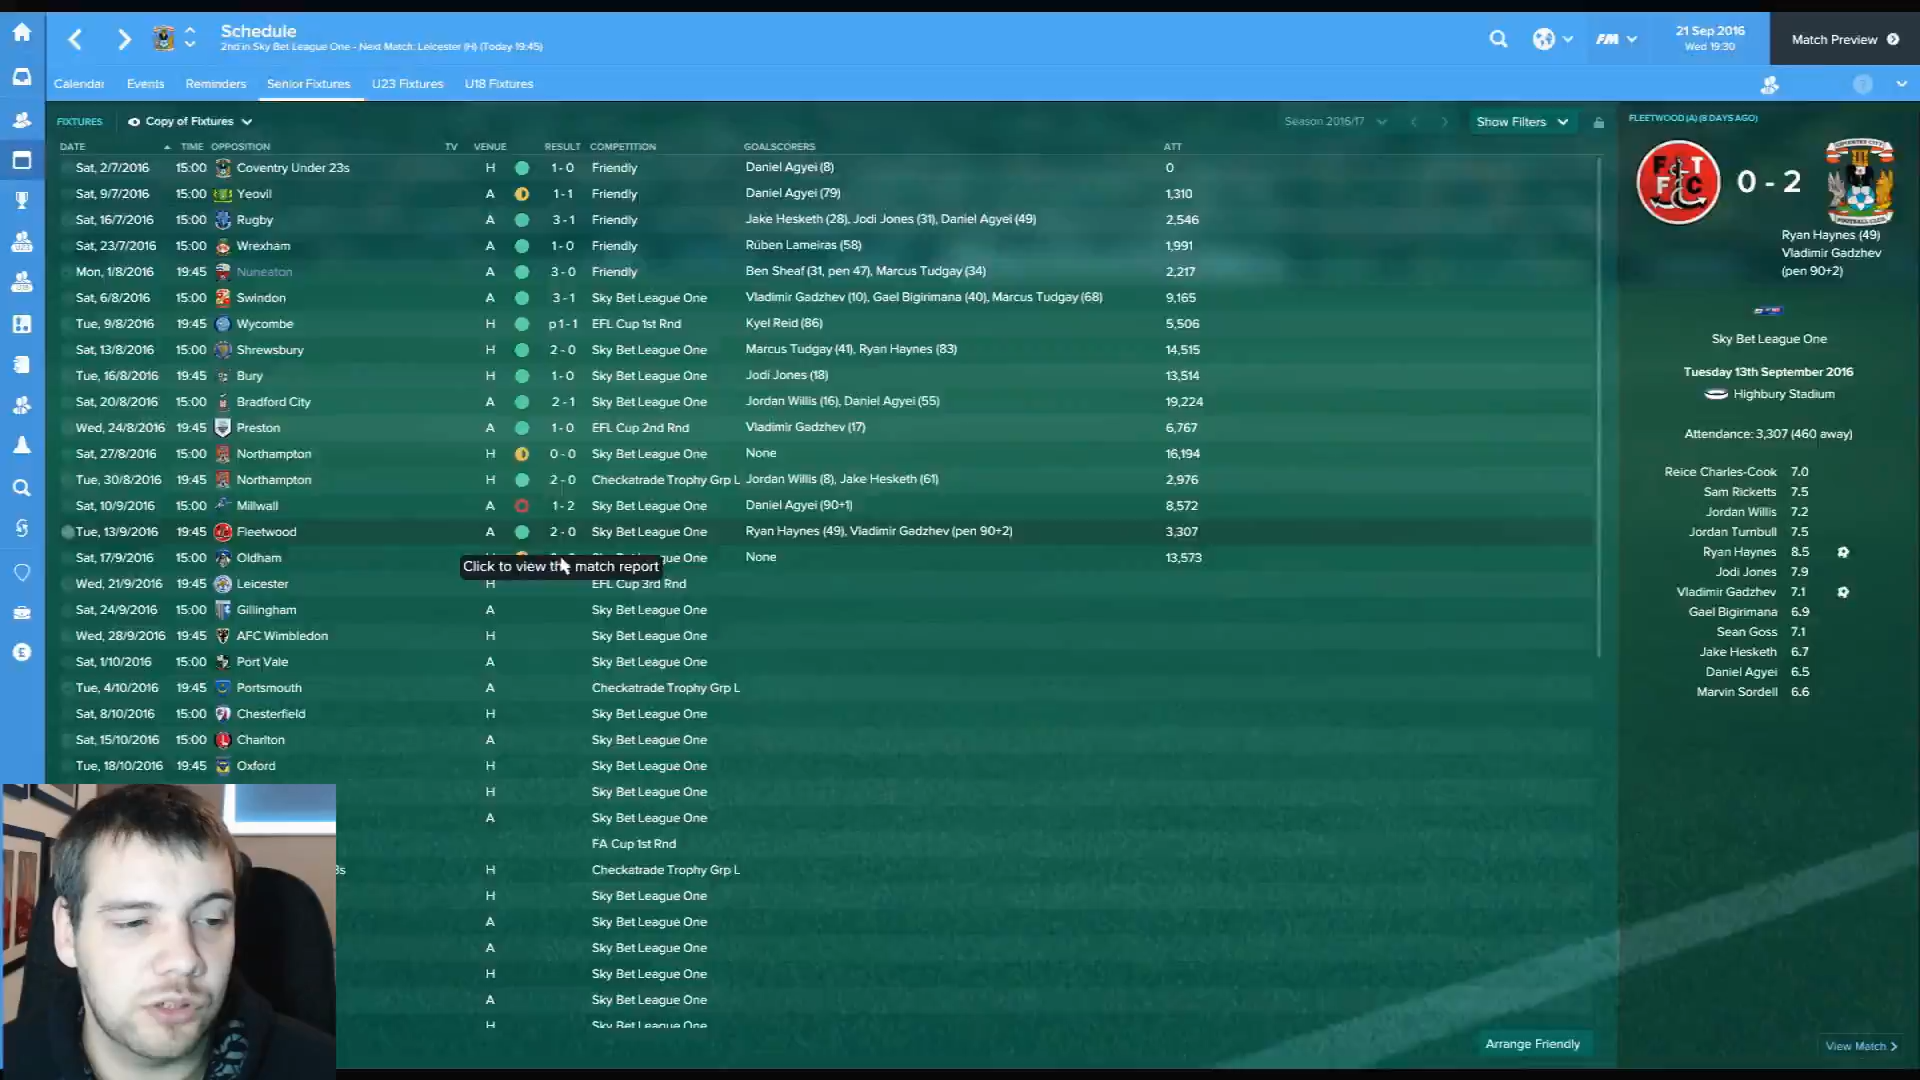 Schedule
2nd in Sky Bet League One - Next Match: Leicester (H) (Today 19:45)
FM
21 Sep 2016
Wed 19:30
Match Preview
Calendar Events Reminders Senior Fixtures U23 Fixtures U18 Fixtures
FIXTURES Copy of Fixtures Season 2016/17 Show Filters
DATE TIME OPPOSITION TV VENUE RESULT COMPETITION GOALSCORERS ATT
Sat, 2/7/2016 15:00 Coventry Under 23s H 1 - 0 Friendly Daniel Agyei (8) 0
Sat, 9/7/2016 15:00 Yeovil A 1 - 1 Friendly Daniel Agyei (79) 1,310
Sat, 16/7/2016 15:00 Rugby A 3 - 1 Friendly Jake Hesketh (28), Jodi Jones (31), Daniel Agyei (49) 2,546
Sat, 23/7/2016 15:00 Wrexham A 1 - 0 Friendly Rúben Lameiras (58) 1,991
Mon, 1/8/2016 19:45 Nuneaton A 3 - 0 Friendly Ben Sheaf (31, pen 47), Marcus Tudgay (34) 2,217
Sat, 6/8/2016 15:00 Swindon A 3 - 1 Sky Bet League One Vladimir Gadzhev (10), Gael Bigirimana (40), Marcus Tudgay (68) 9,165
Tue, 9/8/2016 19:45 Wycombe H p 1 - 1 EFL Cup 1st Rnd Kyel Reid (86) 5,506
Sat, 13/8/2016 15:00 Shrewsbury H 2 - 0 Sky Bet League One Marcus Tudgay (41), Ryan Haynes (83) 14,515
Tue, 16/8/2016 19:45 Bury H 1 - 0 Sky Bet League One Jodi Jones (18) 13,514
Sat, 20/8/2016 15:00 Bradford City A 2 - 1 Sky Bet League One Jordan Willis (16), Daniel Agyei (55) 19,224
Wed, 24/8/2016 19:45 Preston A 1 - 0 EFL Cup 2nd Rnd Vladimir Gadzhev (17) 6,767
Sat, 27/8/2016 15:00 Northampton H 0 - 0 Sky Bet League One None 16,194
Tue, 30/8/2016 19:45 Northampton H 2 - 0 Checkatrade Trophy Grp L Jordan Willis (8), Jake Hesketh (61) 2,976
Sat, 10/9/2016 15:00 Millwall A 1 - 2 Sky Bet League One Daniel Agyei (90+1) 8,572
Tue, 13/9/2016 19:45 Fleetwood A 2 - 0 Sky Bet League One Ryan Haynes (49), Vladimir Gadzhev (pen 90+2) 3,307
Sat, 17/9/2016 15:00 Oldham gue One None 13,573
Click to view the match report
Wed, 21/9/2016 19:45 Leicester H EFL Cup 3rd Rnd
Sat, 24/9/2016 15:00 Gillingham A Sky Bet League One
Wed, 28/9/2016 19:45 AFC Wimbledon H Sky Bet League One
Sat, 1/10/2016 15:00 Port Vale A Sky Bet League One
Tue, 4/10/2016 19:45 Portsmouth A Checkatrade Trophy Grp L
Sat, 8/10/2016 15:00 Chesterfield H Sky Bet League One
Sat, 15/10/2016 15:00 Charlton A Sky Bet League One
Tue, 18/10/2016 19:45 Oxford H Sky Bet League One
H Sky Bet League One
A Sky Bet League One
FA Cup 1st Rnd
3s H Checkatrade Trophy Grp L
H Sky Bet League One
A Sky Bet League One
A Sky Bet League One
H Sky Bet League One
A Sky Bet League One
H Sky Bet League One
Arrange Friendly
FLEETWOOD (A) (8 DAYS AGO)
0 - 2
Ryan Haynes (49)
Vladimir Gadzhev
(pen 90+2)
Sky Bet League One
Tuesday 13th September 2016
Highbury Stadium
Attendance: 3,307 (460 away)
Reice Charles-Cook 7.0
Sam Ricketts 7.5
Jordan Willis 7.2
Jordan Turnbull 7.5
Ryan Haynes 8.5
Jodi Jones 7.9
Vladimir Gadzhev 7.1
Gael Bigirimana 6.9
Sean Goss 7.1
Jake Hesketh 6.7
Daniel Agyei 6.5
Marvin Sordell 6.6
View Match